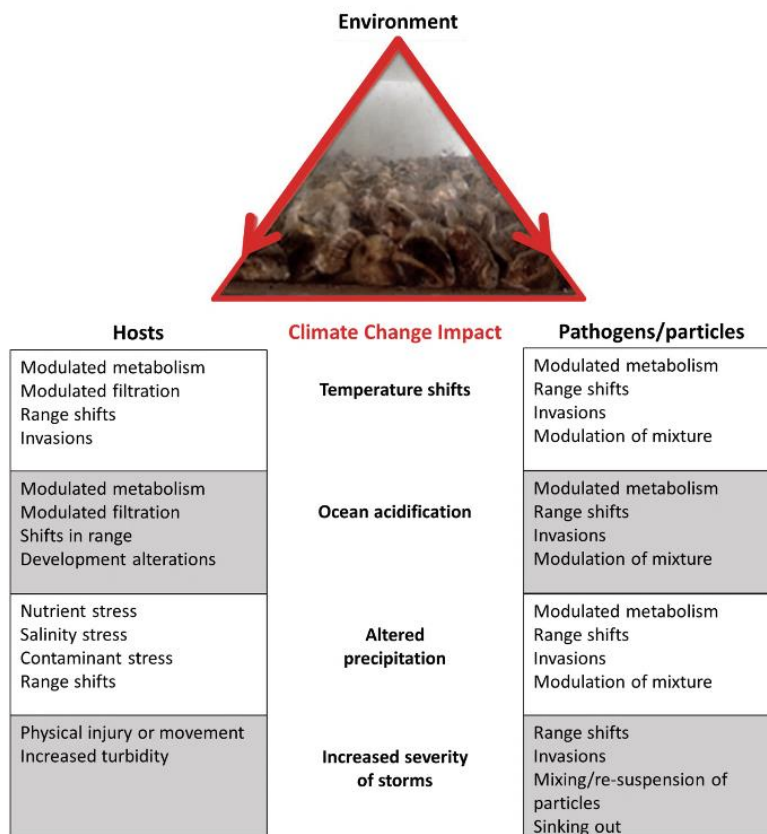 Environment
Hosts
Climate Change Impact
Pathogens/particles
Modulated metabolism
Modulated filtration
Range shifts
Invasions
Temperature shifts
Modulated metabolism
Range shifts
Invasions
Modulation of mixture
Modulated metabolism
Modulated filtration
Shifts in range
Development alterations
Ocean acidification
Modulated metabolism
Range shifts
Invasions
Modulation of mixture
Nutrient stress
Salinity stress
Contaminant stress
Range shifts
Altered
precipitation
Modulated metabolism
Range shifts
Invasions
Modulation of mixture
Physical injury or movement
Increased turbidity
Increased severity
of storms
Range shifts
Invasions
Mixing/re-suspension of
particles
Sinking out